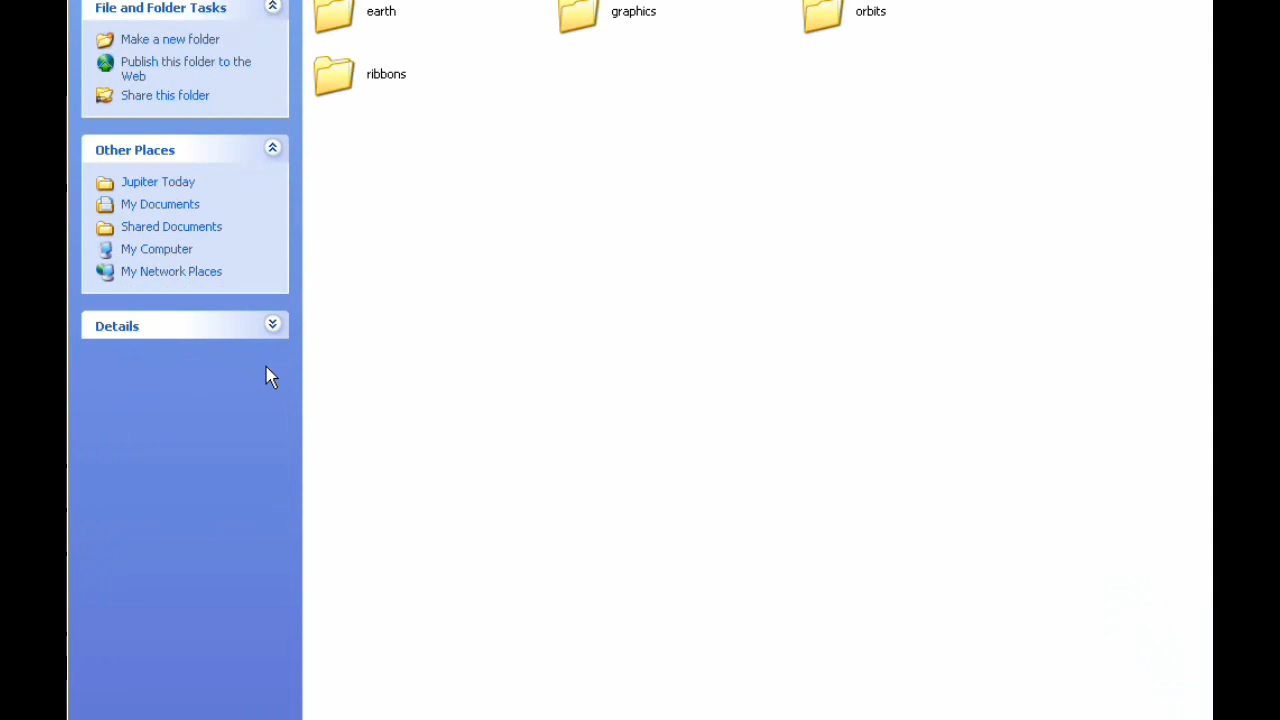 File and Folder Tasks
Make a new folder
Publish this folder to the
Web
Share this folder
Other Places
Jupiter Today
My Documents
Shared Documents
My Computer
My Network Places
Details
earth
graphics
orbits
ribbons